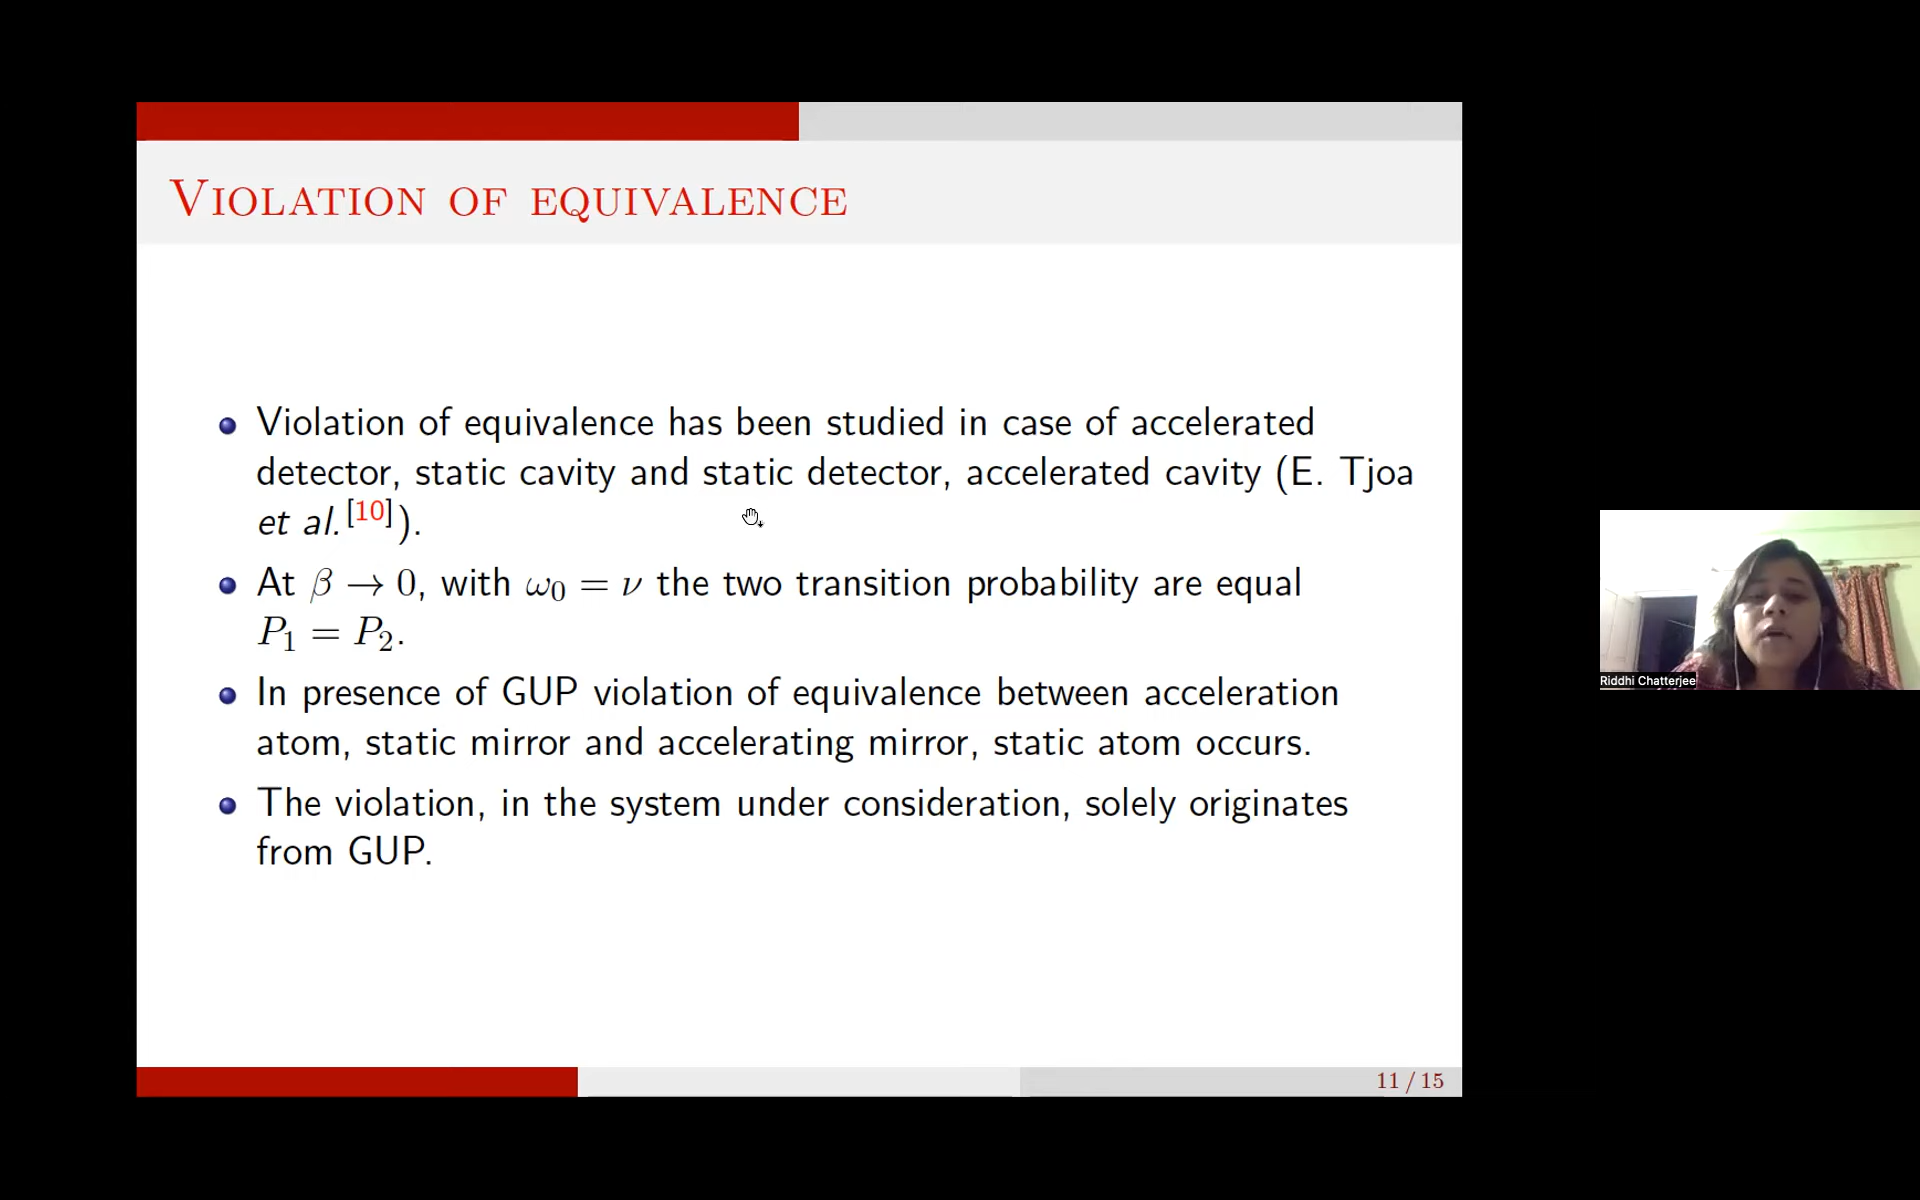 VIOLATION OF EQUIVALENCE
Violation of equivalence has been studied in case of accelerated
detector, static cavity and static detector, accelerated cavity (E. Tjoa
et al.[10]).
At β → 0, with ω₀ = ν the two transition probability are equal
P₁ = P₂.
In presence of GUP violation of equivalence between acceleration
atom, static mirror and accelerating mirror, static atom occurs.
The violation, in the system under consideration, solely originates
from GUP.
Riddhi Chatterjee
11 / 15